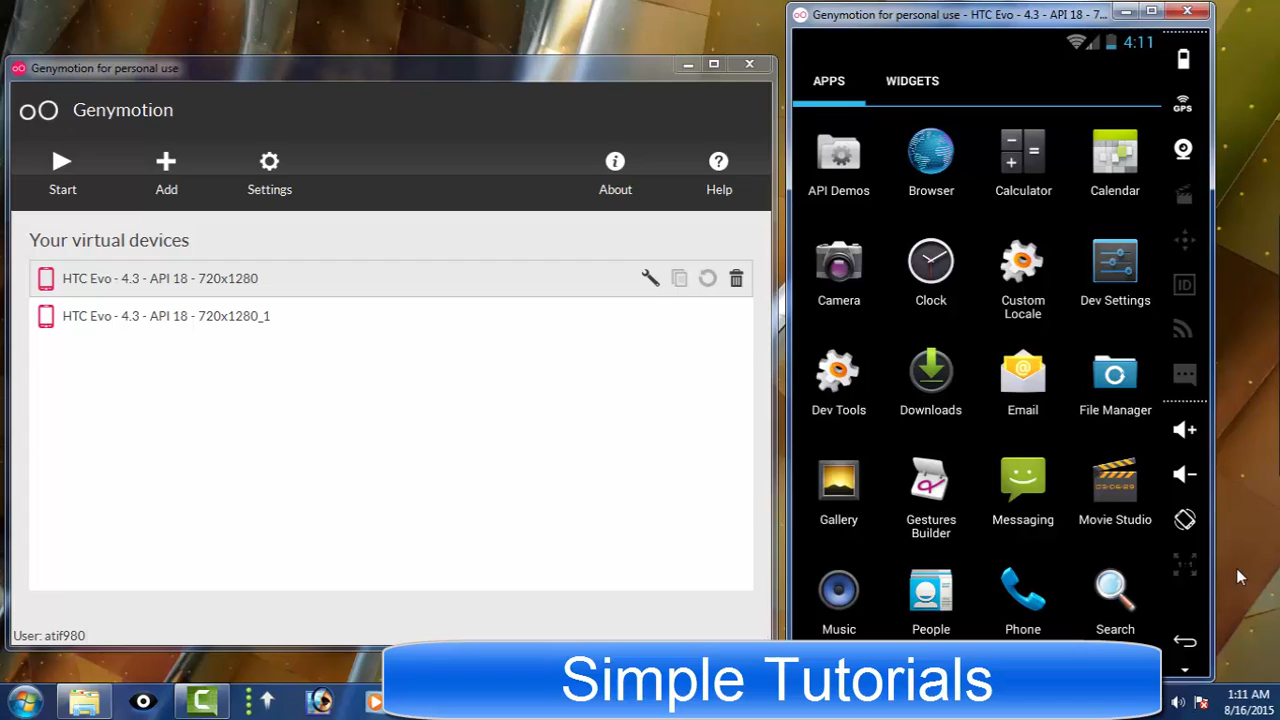 Genymotion for personal use
Genymotion
Start
Add
Settings
About
Help
Your virtual devices
HTC Evo - 4.3 - API 18 - 720x1280
HTC Evo - 4.3 - API 18 - 720x1280_1
User: atif980
Genymotion for personal use - HTC Evo - 4.3 - API 18 - 7...
4:11
APPS
WIDGETS
API Demos
Browser
Calculator
Calendar
Camera
Clock
Custom Locale
Dev Settings
Dev Tools
Downloads
Email
File Manager
Gallery
Gestures Builder
Messaging
Movie Studio
Music
People
Phone
Search
GPS
ID
1:1
Simple Tutorials
1:11 AM
8/16/2015